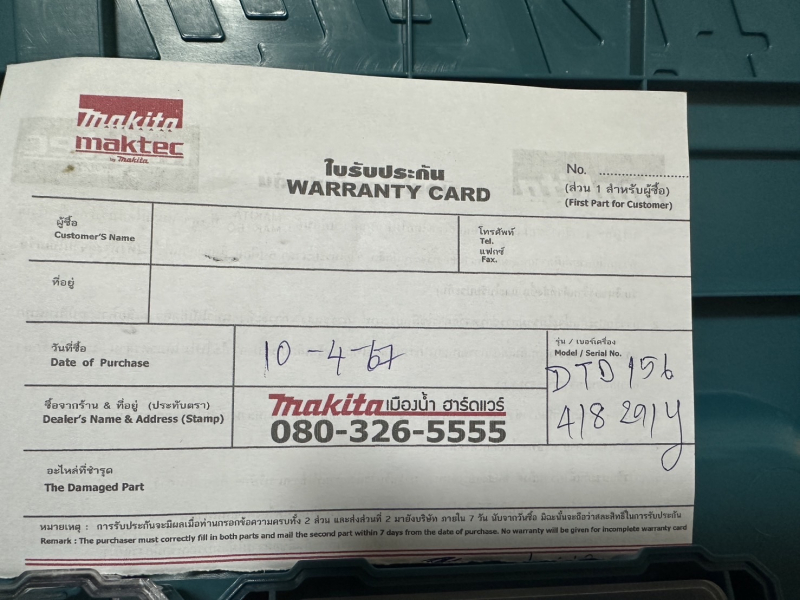 makita
maktec
by makita
ใบรับประกัน
WARRANTY CARD
No. ............................
(ส่วน 1 สำหรับผู้ซื้อ)
(First Part for Customer)
ผู้ซื้อ
Customer'S Name
โทรศัพท์
Tel.
แฟกซ์
Fax.
ที่อยู่
วันที่ซื้อ
Date of Purchase
10 - 4 - 67
รุ่น / เบอร์เครื่อง
Model / Serial No.
DTD 156
418 291 Y
ซื้อจากร้าน & ที่อยู่ (ประทับตรา)
Dealer's Name & Address (Stamp)
makita เมืองน้ำ ฮาร์ดแวร์
080-326-5555
อะไหล่ที่ชำรุด
The Damaged Part
หมายเหตุ : การรับประกันจะมีผลเมื่อท่านกรอกข้อความครบทั้ง 2 ส่วน และส่งส่วนที่ 2 มายังบริษัท ภายใน 7 วัน นับจากวันซื้อ มิฉะนั้นจะถือว่าสละสิทธิ์ในการรับประกัน
Remark : The purchaser must correctly fill in both parts and mail the second part within 7 days from the date of purchase. No warranty will be given for incomplete warranty card